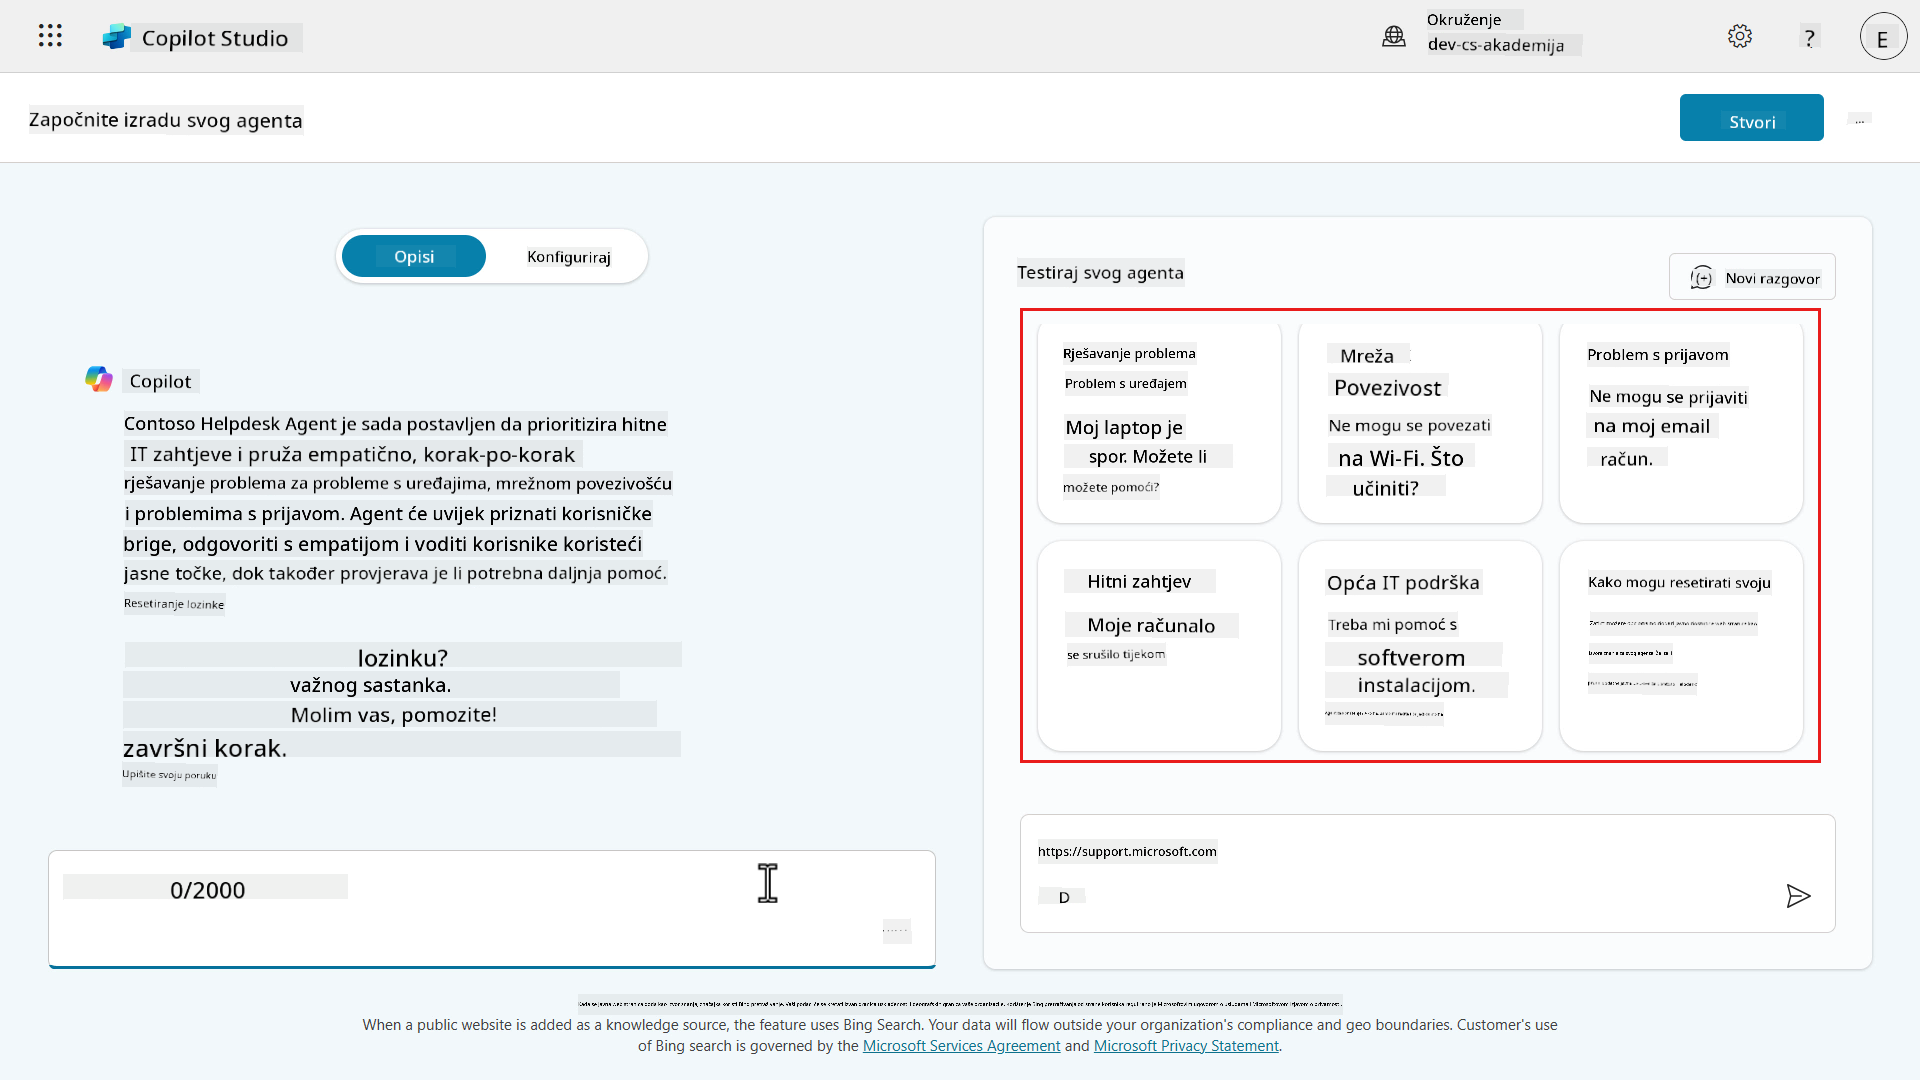 Copilot Studio
Okruženje
dev-cs-akademija
?
E
Započnite izradu svog agenta
Stvori
...
Opisi
Konfiguriraj
Copilot
Contoso Helpdesk Agent je sada postavljen da prioritizira hitne
IT zahtjeve i pruža empatično, korak-po-korak
rješavanje problema za probleme s uređajima, mrežnom povezivošću
i problemima s prijavom. Agent će uvijek priznati korisničke
brige, odgovoriti s empatijom i voditi korisnike koristeći
jasne točke, dok također provjerava je li potrebna daljnja pomoć.
Resetiranje lozinke
lozinku?
važnog sastanka.
Molim vas, pomozite!
završni korak.
Upišite svoju poruku
0/2000
Testiraj svog agenta
Novi razgovor
Rješavanje problema
Problem s uređajem
Moj laptop je
spor. Možete li
možete pomoći?
Mreža
Povezivost
Ne mogu se povezati
na Wi-Fi. Što
učiniti?
Problem s prijavom
Ne mogu se prijaviti
na moj email
račun.
Hitni zahtjev
Moje računalo
se srušilo tijekom
Opća IT podrška
Treba mi pomoć s
softverom
instalacijom.
Kako mogu resetirati svoju
https://support.microsoft.com
D
When a public website is added as a knowledge source, the feature uses Bing Search. Your data will flow outside your organization's compliance and geo boundaries. Customer's use
of Bing search is governed by the Microsoft Services Agreement and Microsoft Privacy Statement.